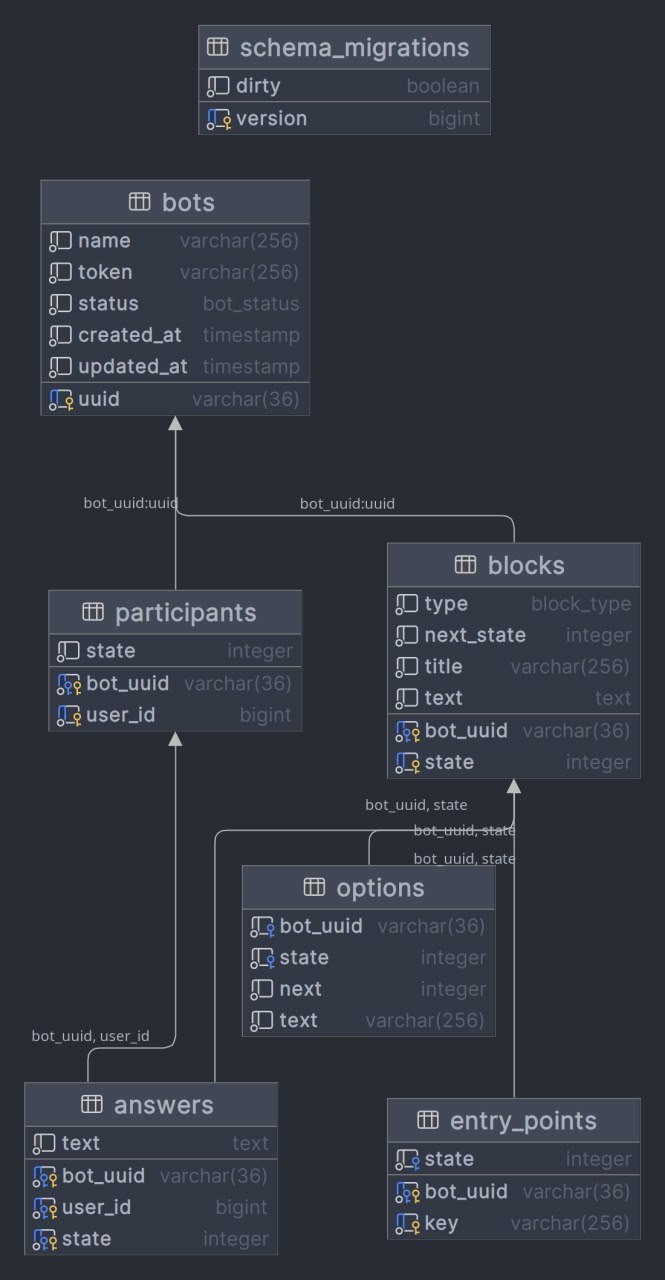 schema_migrations
dirty boolean
version bigint
bots
name varchar(256)
token varchar(256)
status bot_status
created_at timestamp
updated_at timestamp
uuid varchar(36)
bot_uuid:uuid bot_uuid:uuid
blocks
type block_type
next_state integer
title varchar(256)
text text
bot_uuid varchar(36)
state integer
participants
state integer
bot_uuid varchar(36)
user_id bigint
bot_uuid, state
bot_uuid, state
bot_uuid, state
options
bot_uuid varchar(36)
state integer
next integer
text varchar(256)
bot_uuid, user_id
answers
text text
bot_uuid varchar(36)
user_id bigint
state integer
entry_points
state integer
bot_uuid varchar(36)
key varchar(256)